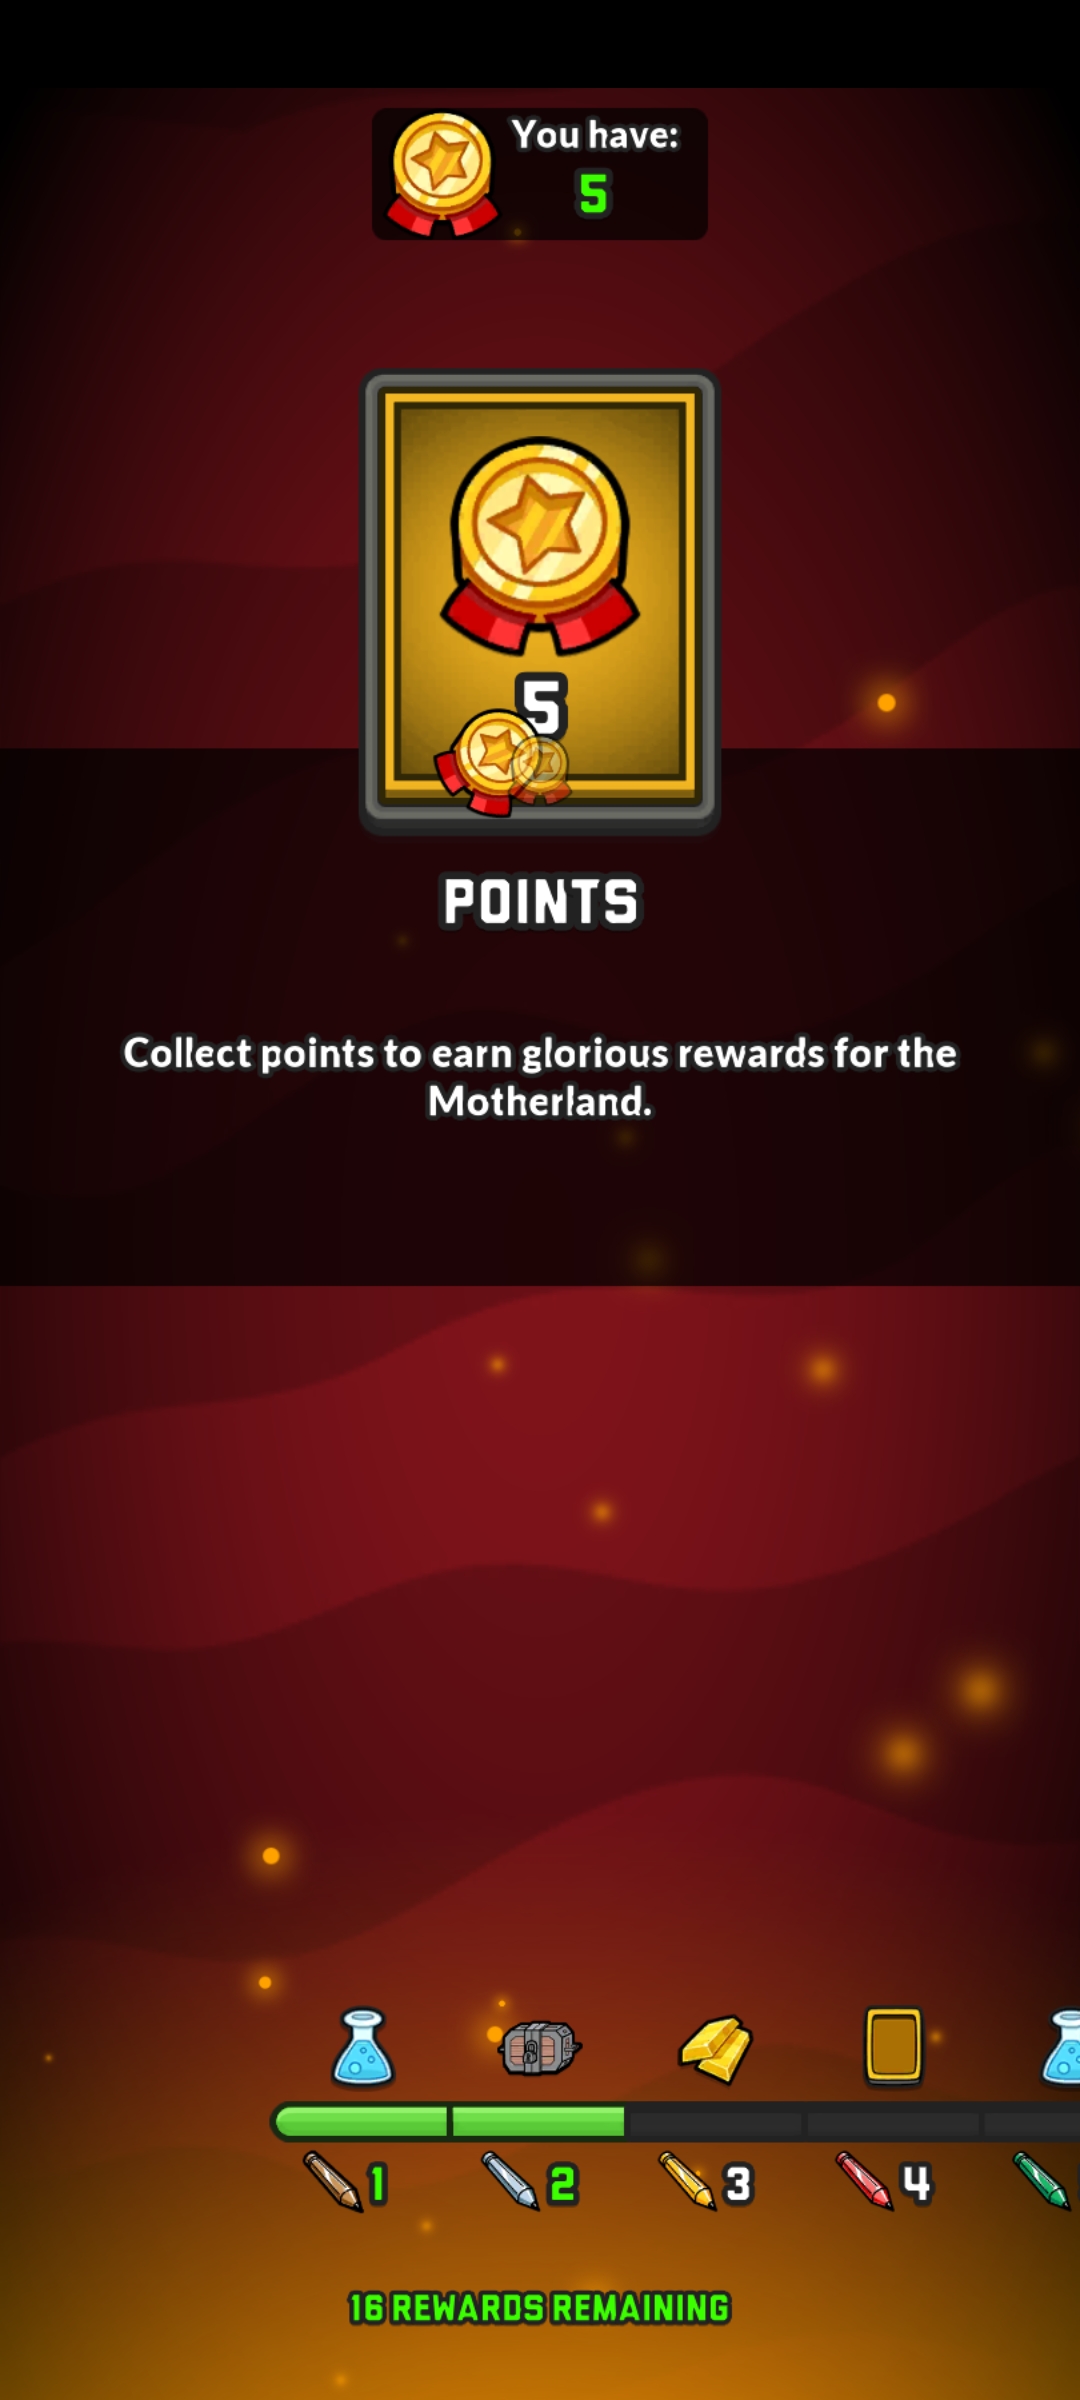 You have:
5
5
POINTS
Collect points to earn glorious rewards for the
Motherland.
1 2 3 4
16 REWARDS REMAINING